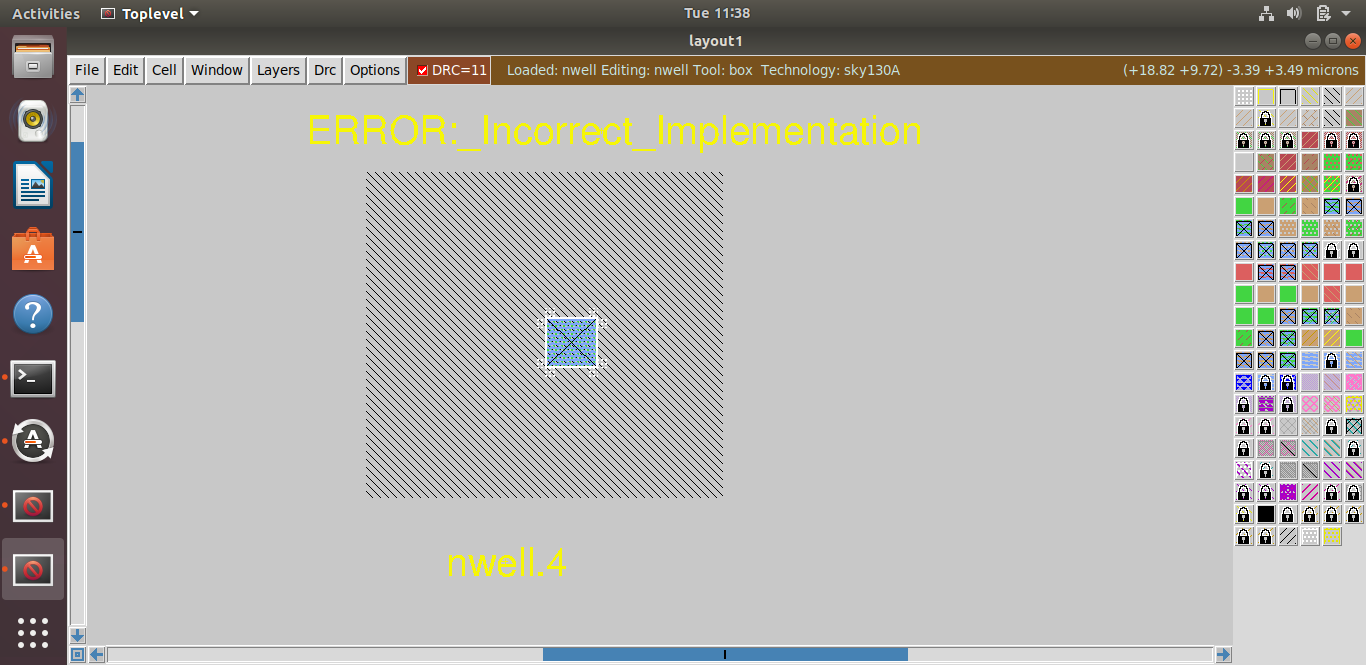 Activities Toplevel Tue 11:38
layout1
File Edit Cell Window Layers Drc Options DRC=11 Loaded: nwell Editing: nwell Tool: box Technology: sky130A (+18.82 +9.72) -3.39 +3.49 microns
ERROR:_Incorrect_Implementation
nwell.4